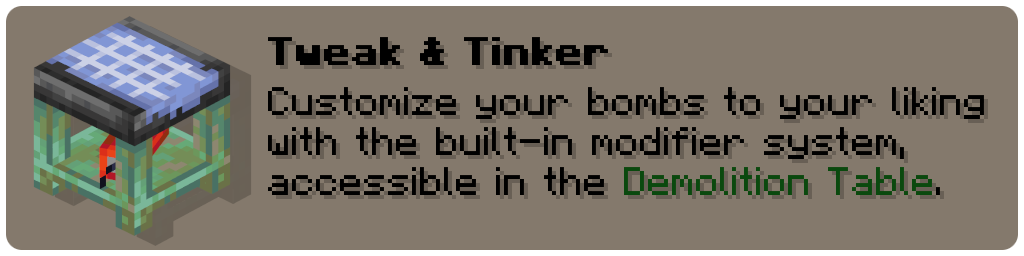 Tweak & Tinker
Customize your bombs to your liking
with the built-in modifier system,
accessible in the Demolition Table.